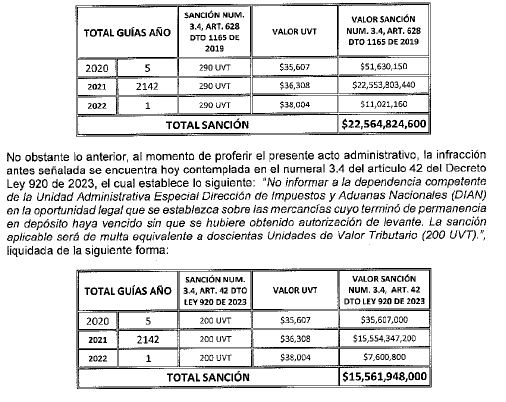 TOTAL GUÍAS AÑO | SANCIÓN NUM. 3.4, ART. 628 DTO 1165 DE 2019 | VALOR UVT | VALOR SANCIÓN NUM. 3.4, ART. 628 DTO 1165 DE 2019
2020 | 5 | 290 UVT | $35,607 | $51,630,150
2021 | 2142 | 290 UVT | $36,308 | $22,553,803,440
2022 | 1 | 290 UVT | $38,004 | $11,021,160
TOTAL SANCIÓN | $22,564,824,600
No obstante lo anterior, al momento de proferir el presente acto administrativo, la infracción
antes señalada se encuentra hoy contemplada en el numeral 3.4 del artículo 42 del Decreto
Ley 920 de 2023, el cual establece lo siguiente: "No informar a la dependencia competente
de la Unidad Administrativa Especial Dirección de Impuestos y Aduanas Nacionales (DIAN)
en la oportunidad legal que se establezca sobre las mercancías cuyo terminó de permanencia
en depósito haya vencido sin que se hubiere obtenido autorización de levante. La sanción
aplicable será de multa equivalente a doscientas Unidades de Valor Tributario (200 UVT).",
liquidada de la siguiente forma:
TOTAL GUÍAS AÑO | SANCIÓN NUM. 3.4, ART. 42 DTO LEY 920 DE 2023 | VALOR UVT | VALOR SANCIÓN NUM. 3.4, ART. 42 DTO LEY 920 DE 2023
2020 | 5 | 200 UVT | $35,607 | $35,607,000
2021 | 2142 | 200 UVT | $36,308 | $15,554,347,200
2022 | 1 | 200 UVT | $38,004 | $7,600,800
TOTAL SANCIÓN | $15,561,948,000